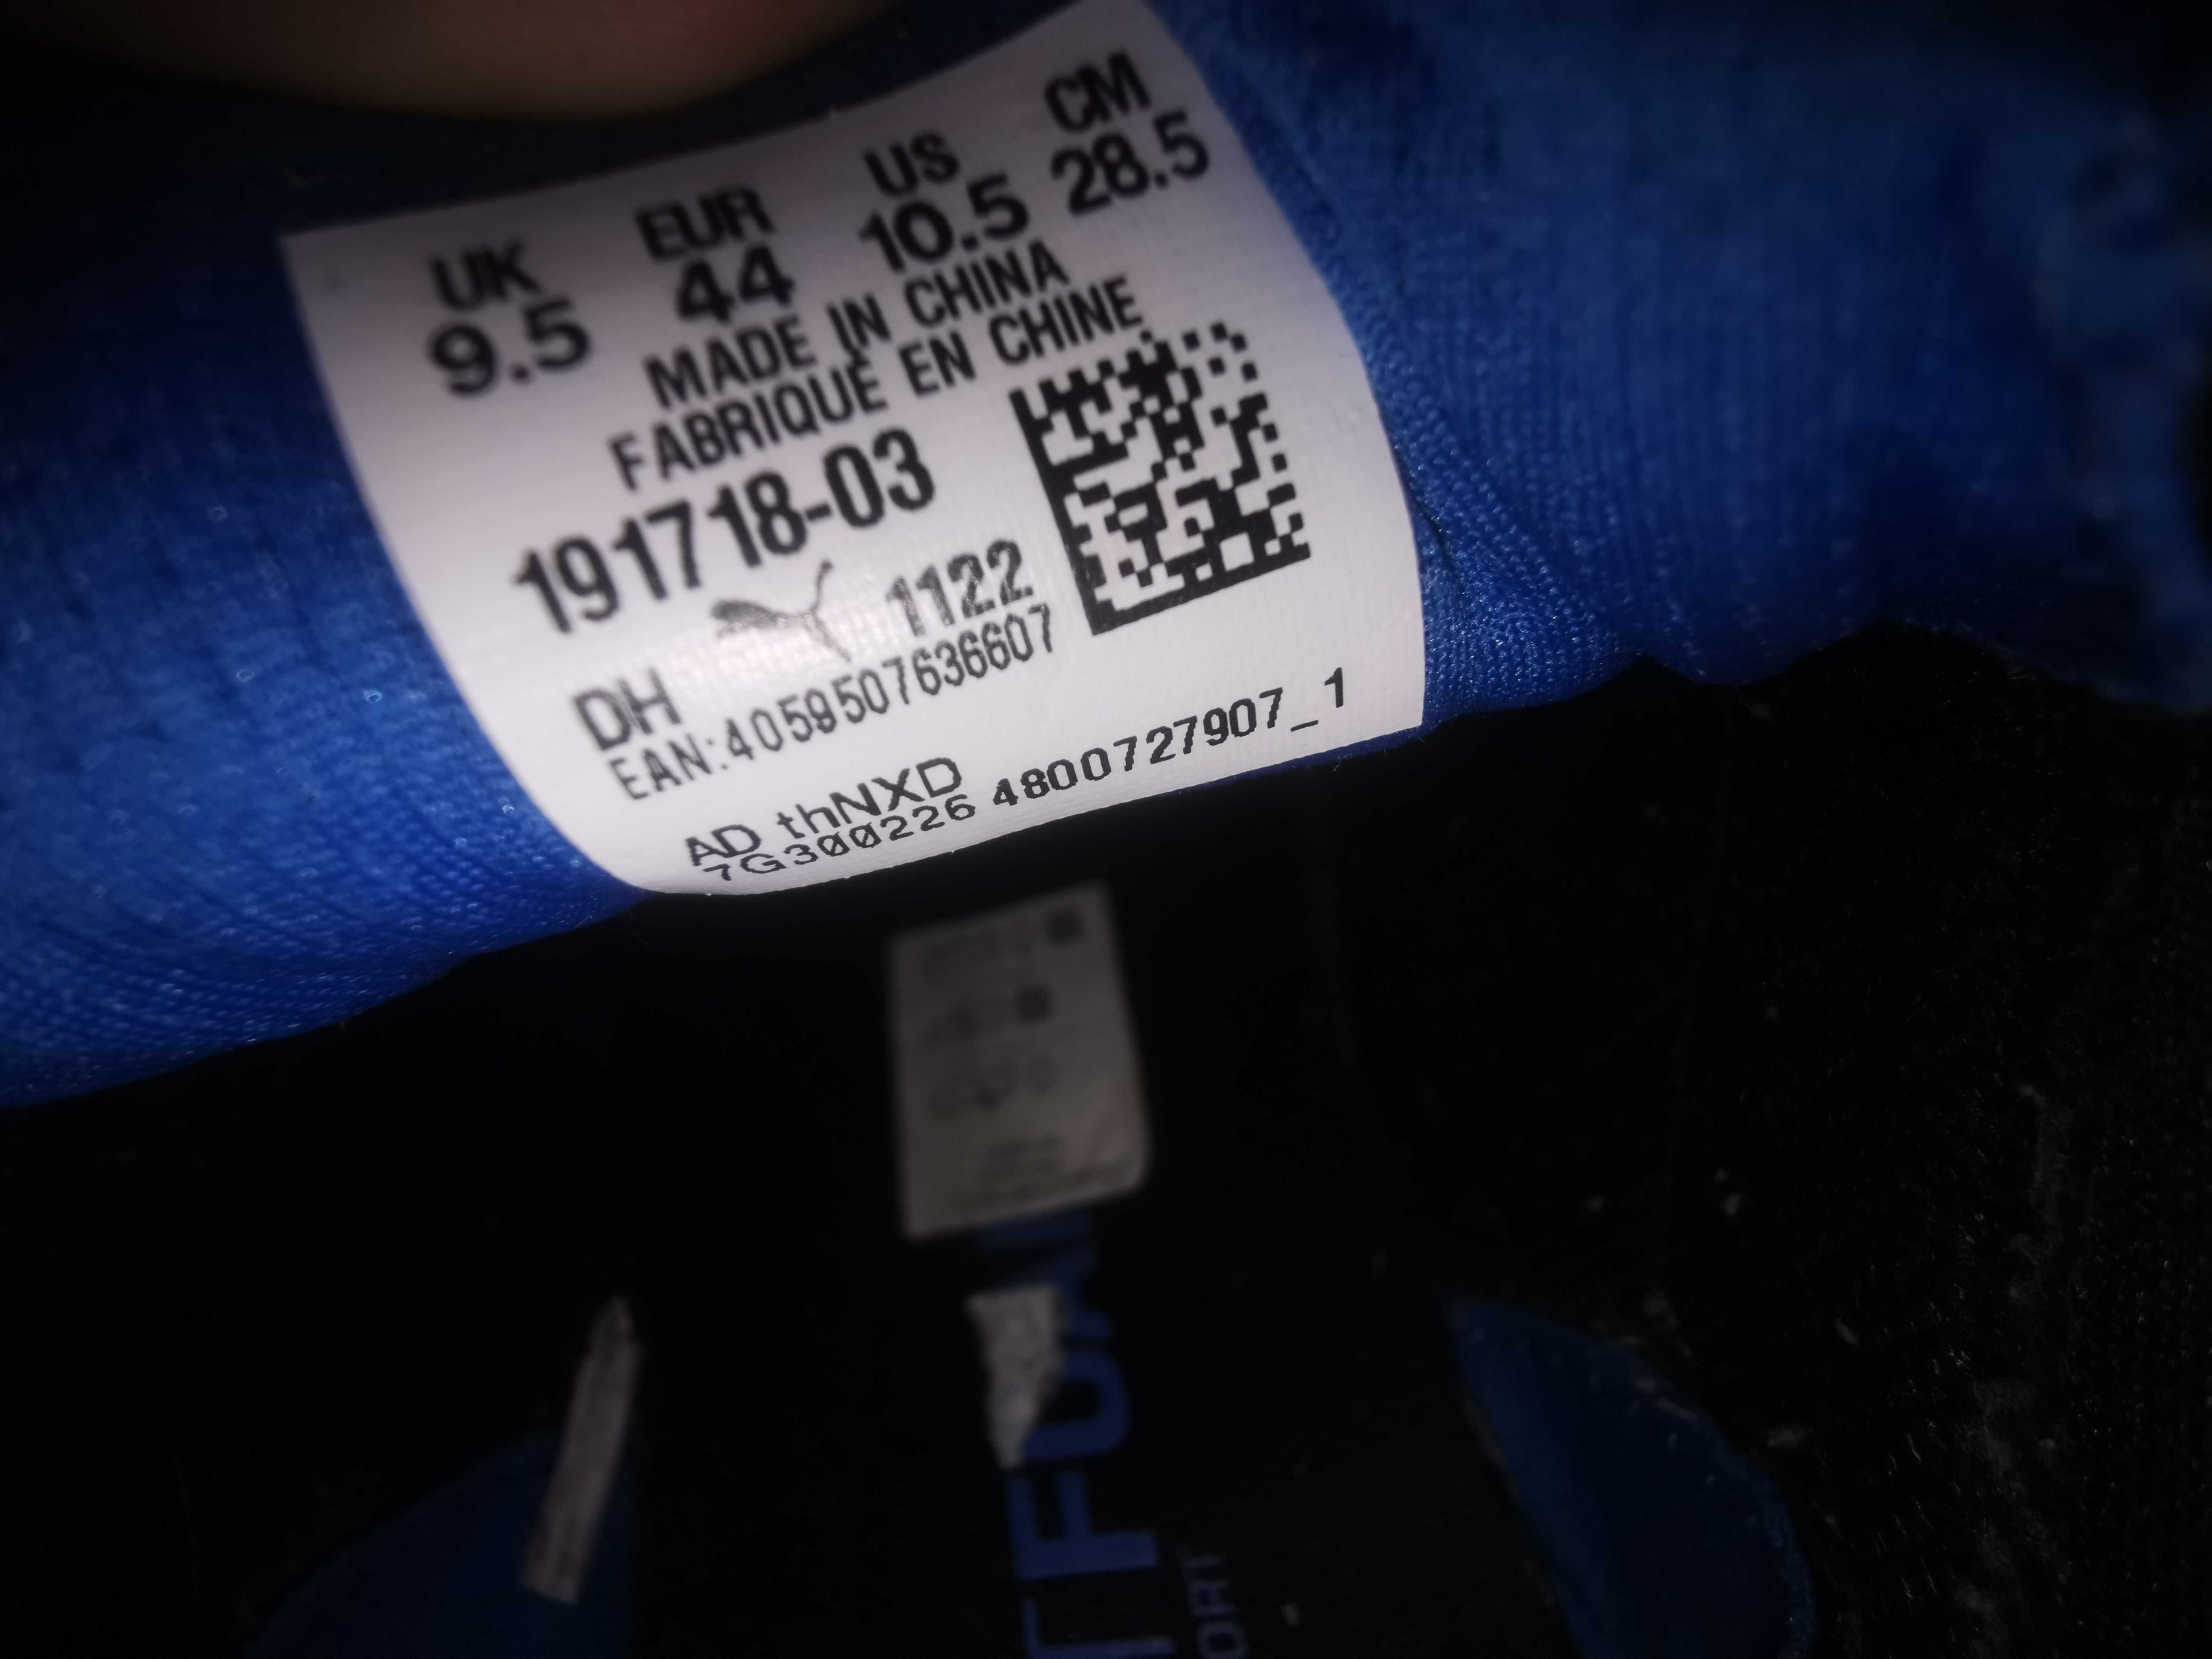 UK EUR US CM
9.5 44 10.5 28.5
MADE IN CHINA
FABRIQUÉ EN CHINE
191718-03
DH 1122
EAN:4059507636607
AD thNXD
7G300226 4800727907_1